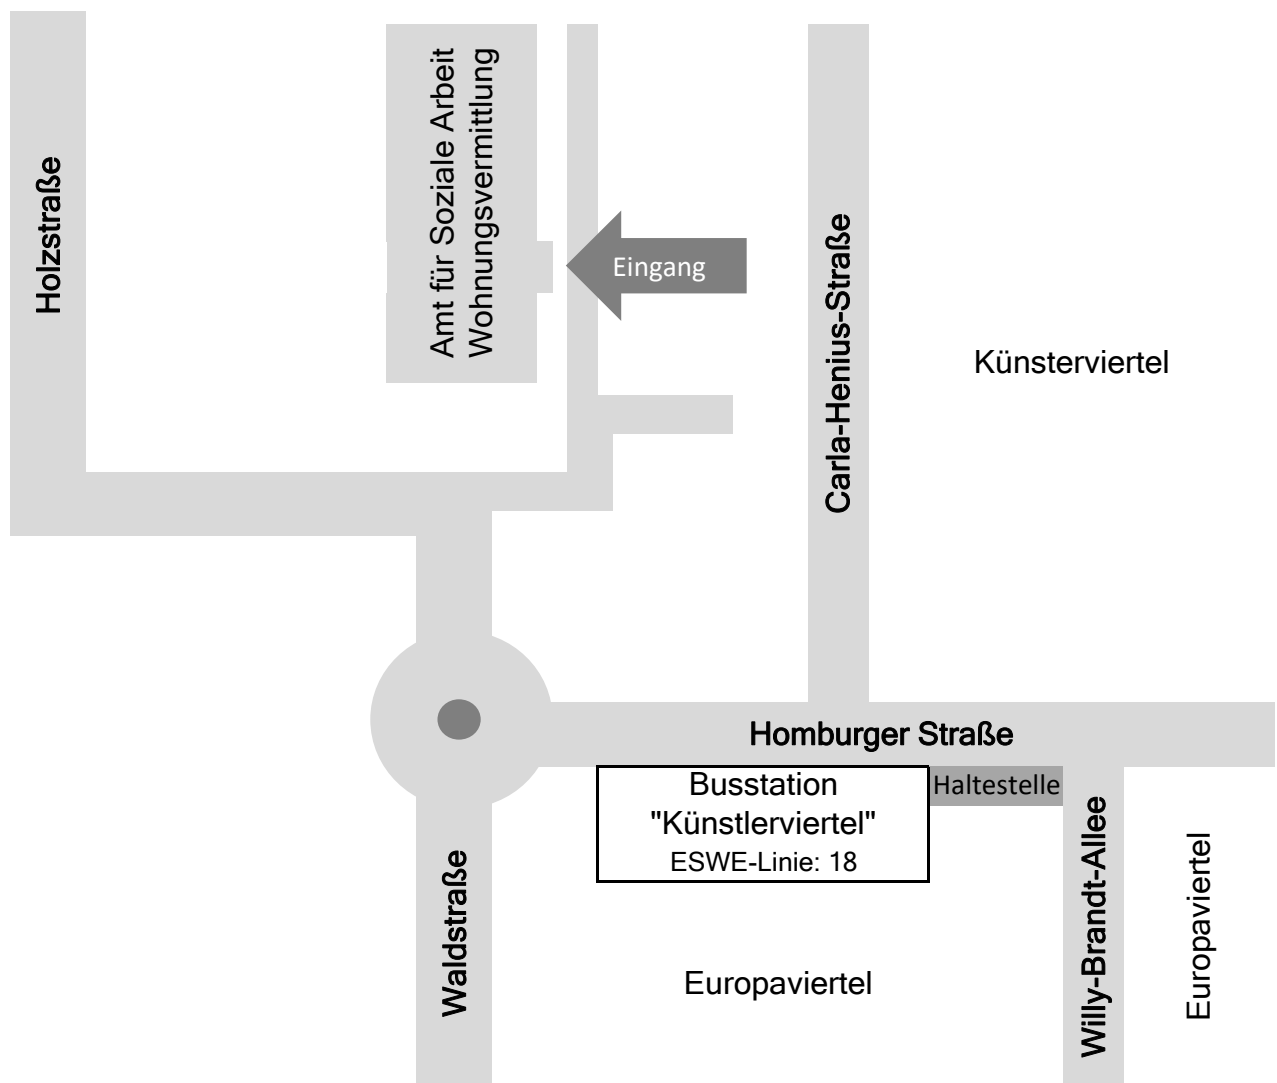 Holzstraße
Amt für Soziale Arbeit
Wohnungsvermittlung
Eingang
Carla-Henius-Straße
Künsterviertel
Homburger Straße
Busstation
"Künstlerviertel"
ESWE-Linie: 18
Haltestelle
Waldstraße
Europaviertel
Willy-Brandt-Allee
Europaviertel